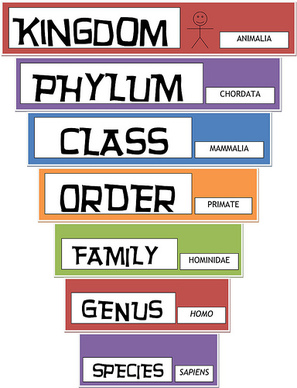 KINGDOM
ANIMALIA
PHYLUM
CHORDATA
CLASS
MAMMALIA
ORDER
PRIMATE
FAMILY
HOMINIDAE
GENUS
HOMO
SPECIES
SAPIENS